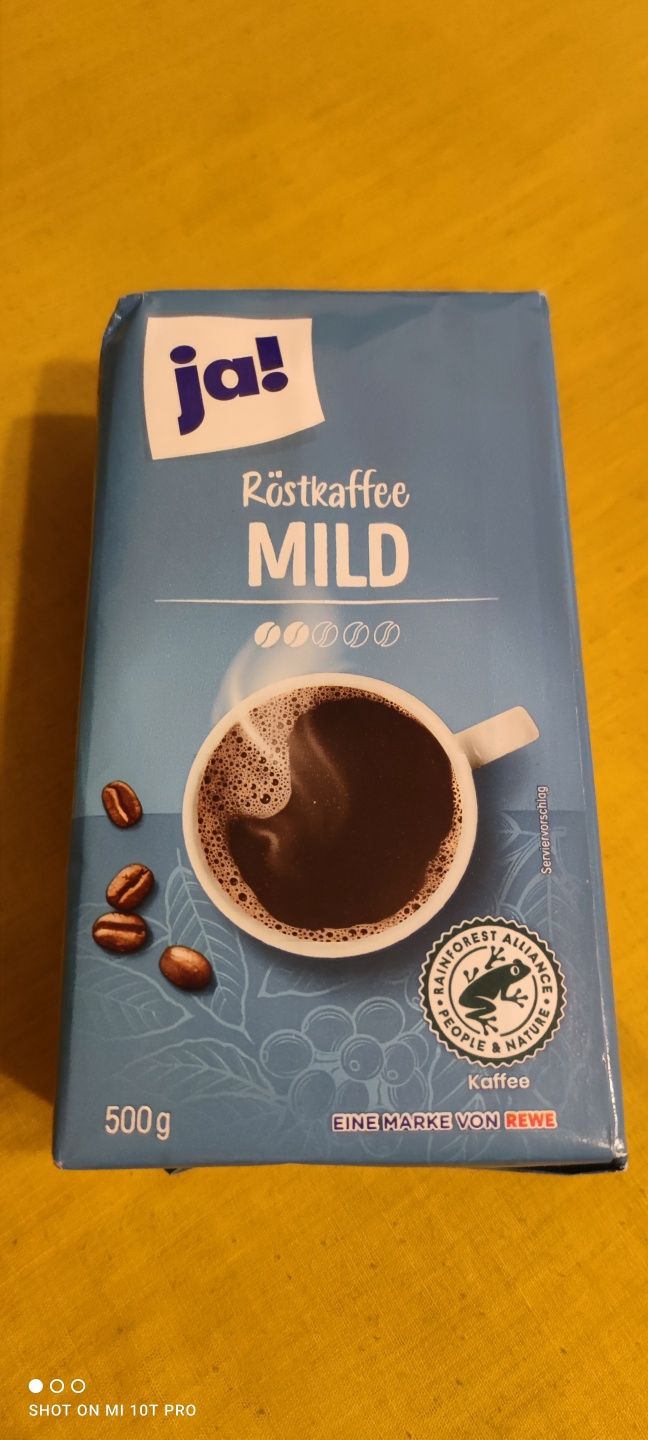 ja!
Röstkaffee
MILD
Serviervorschlag
RAINFOREST ALLIANCE
PEOPLE & NATURE
Kaffee
500g
EINE MARKE VON REWE
SHOT ON MI 10T PRO